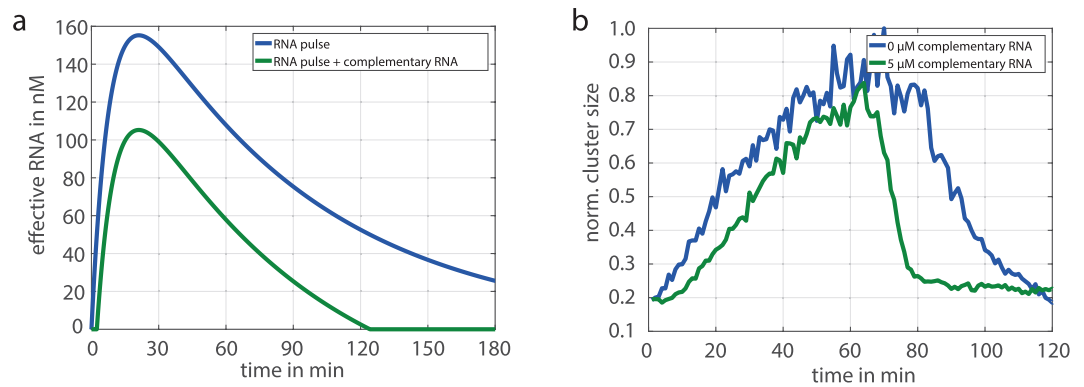 a
effective RNA in nM
160
140
120
100
80
60
40
20
0
RNA pulse
RNA pulse + complementary RNA
0 30 60 90 120 150 180
time in min
b
norm. cluster size
1.0
0.9
0.8
0.7
0.6
0.5
0.4
0.3
0.2
0.1
0 μM complementary RNA
5 μM complementary RNA
0 20 40 60 80 100 120
time in min